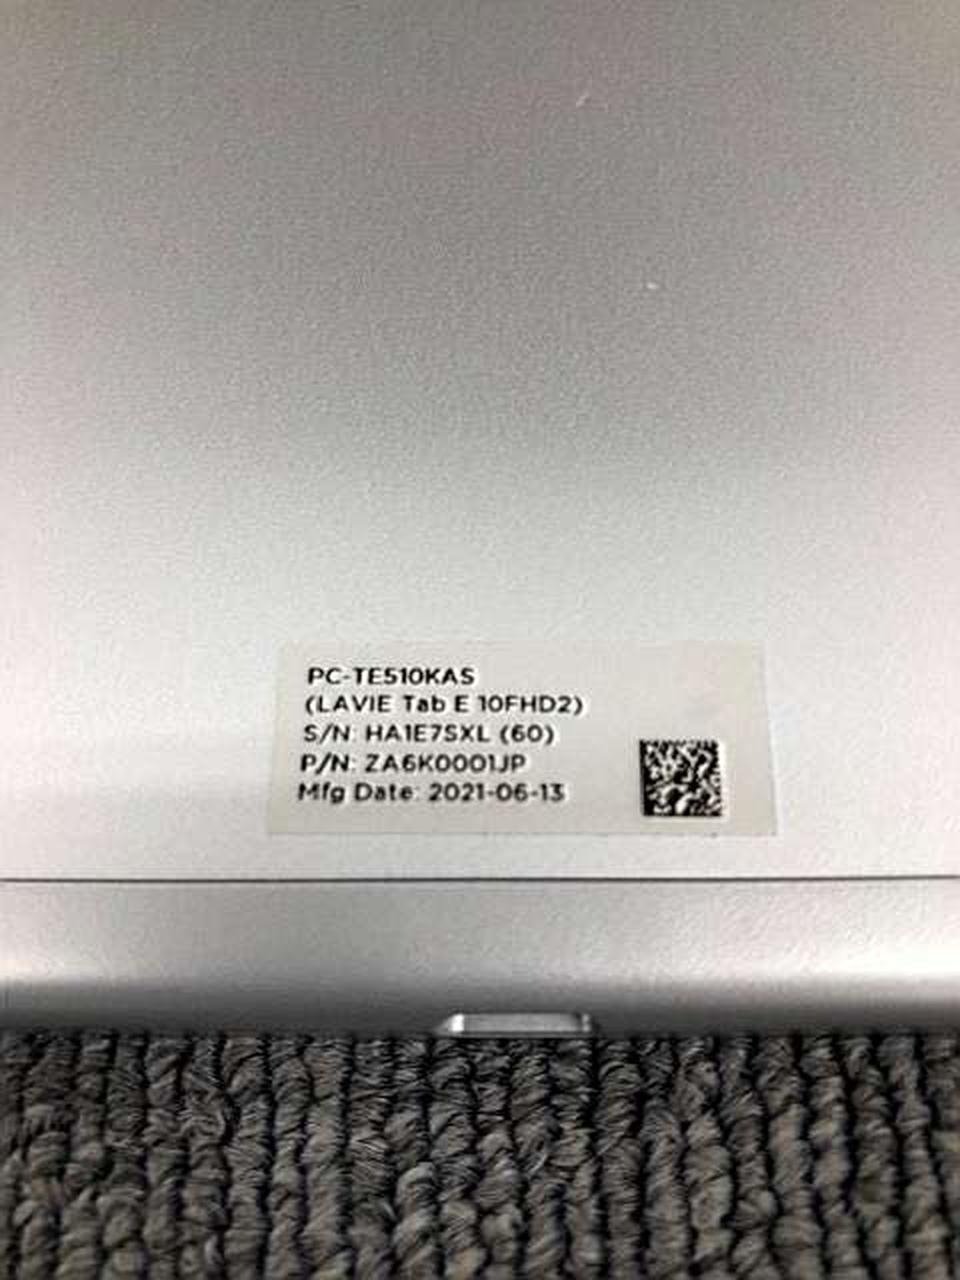 PC-TE510KAS
(LAVIE Tab E 10FHD2)
S/N: HA1E7SXL (60)
P/N: ZA6K0001JP
Mfg Date: 2021-06-13